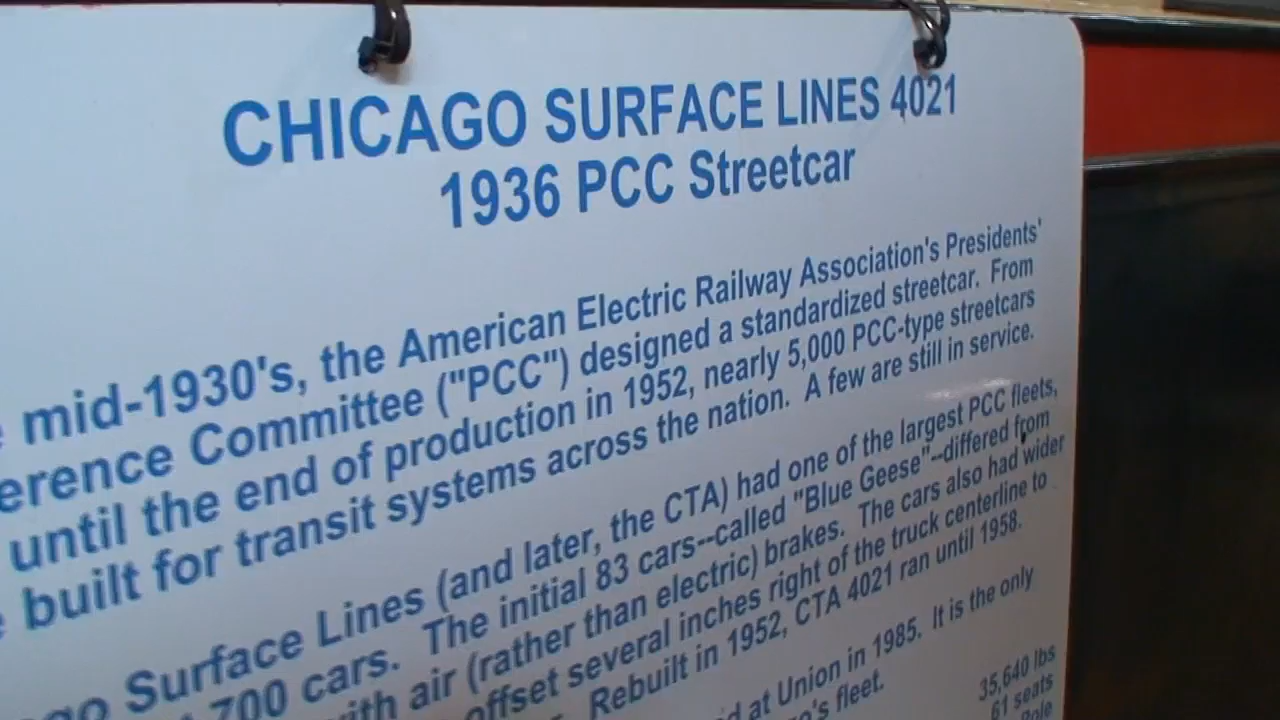 CHICAGO SURFACE LINES 4021
1936 PCC Streetcar
mid-1930's, the American Electric Railway Association's Presidents'
erence Committee ("PCC") designed a standardized streetcar. From
until the end of production in 1952, nearly 5,000 PCC-type streetcars
built for transit systems across the nation. A few are still in service.
go Surface Lines (and later, the CTA) had one of the largest PCC fleets,
700 cars. The initial 83 cars--called "Blue Geese"--differed from
ith air (rather than electric) brakes. The cars also had wider
offset several inches right of the truck centerline to
Rebuilt in 1952, CTA 4021 ran until 1958.
d at Union in 1985. It is the only
o's fleet.
35,640 lbs
61 seats
Pole